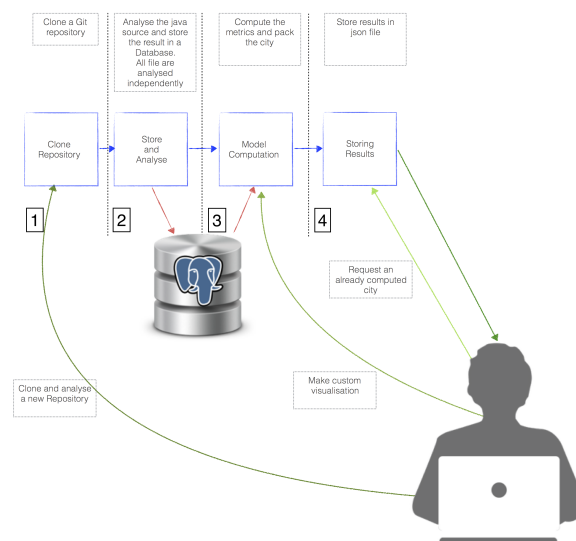 Clone a Git
repository
Analyse the java
source and store
the result in a
Database.
All file are
analysed
independently
Compute the
metrics and pack
the city
Store results in
json file
Clone
Repository
Store
and
Analyse
Model
Computation
Storing
Results
1
2
3
4
Request an
already computed
city
Make custom
visualisation
Clone and analyse
a new Repository